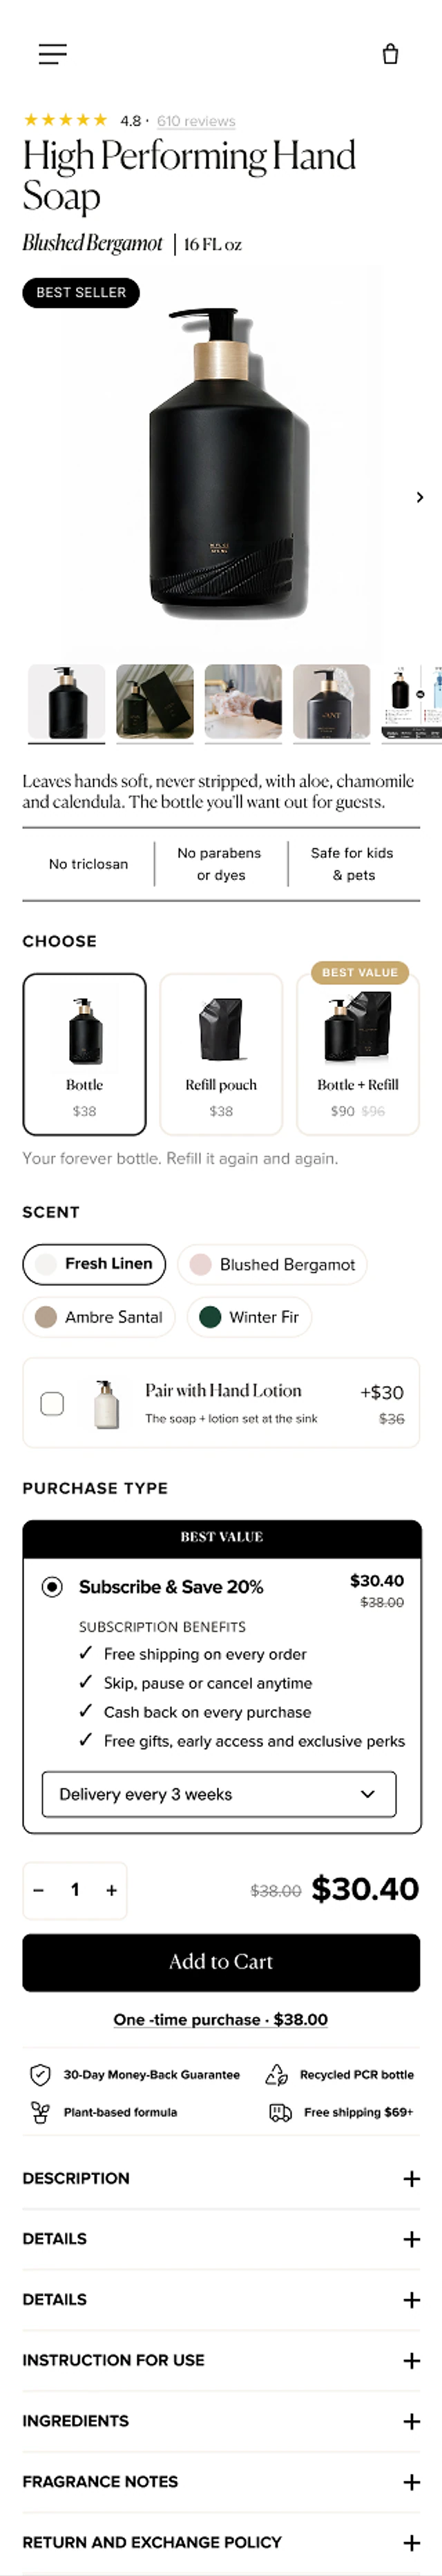 4.8 · 610 reviews
High Performing Hand
Soap
Blushed Bergamot | 16 FL oz
BEST SELLER
Leaves hands soft, never stripped, with aloe, chamomile
and calendula. The bottle you'll want out for guests.
No triclosan
No parabens
or dyes
Safe for kids
& pets
CHOOSE
BEST VALUE
Bottle
$38
Refill pouch
$38
Bottle + Refill
$90 $96
Your forever bottle. Refill it again and again.
SCENT
Fresh Linen
Blushed Bergamot
Ambre Santal
Winter Fir
Pair with Hand Lotion
+$30
The soap + lotion set at the sink
$36
PURCHASE TYPE
BEST VALUE
Subscribe & Save 20%
$30.40
$38.00
SUBSCRIPTION BENEFITS
✓ Free shipping on every order
✓ Skip, pause or cancel anytime
✓ Cash back on every purchase
✓ Free gifts, early access and exclusive perks
Delivery every 3 weeks
− 1 +
$38.00 $30.40
Add to Cart
One -time purchase · $38.00
30-Day Money-Back Guarantee
Recycled PCR bottle
Plant-based formula
Free shipping $69+
DESCRIPTION +
DETAILS +
DETAILS +
INSTRUCTION FOR USE +
INGREDIENTS +
FRAGRANCE NOTES +
RETURN AND EXCHANGE POLICY +